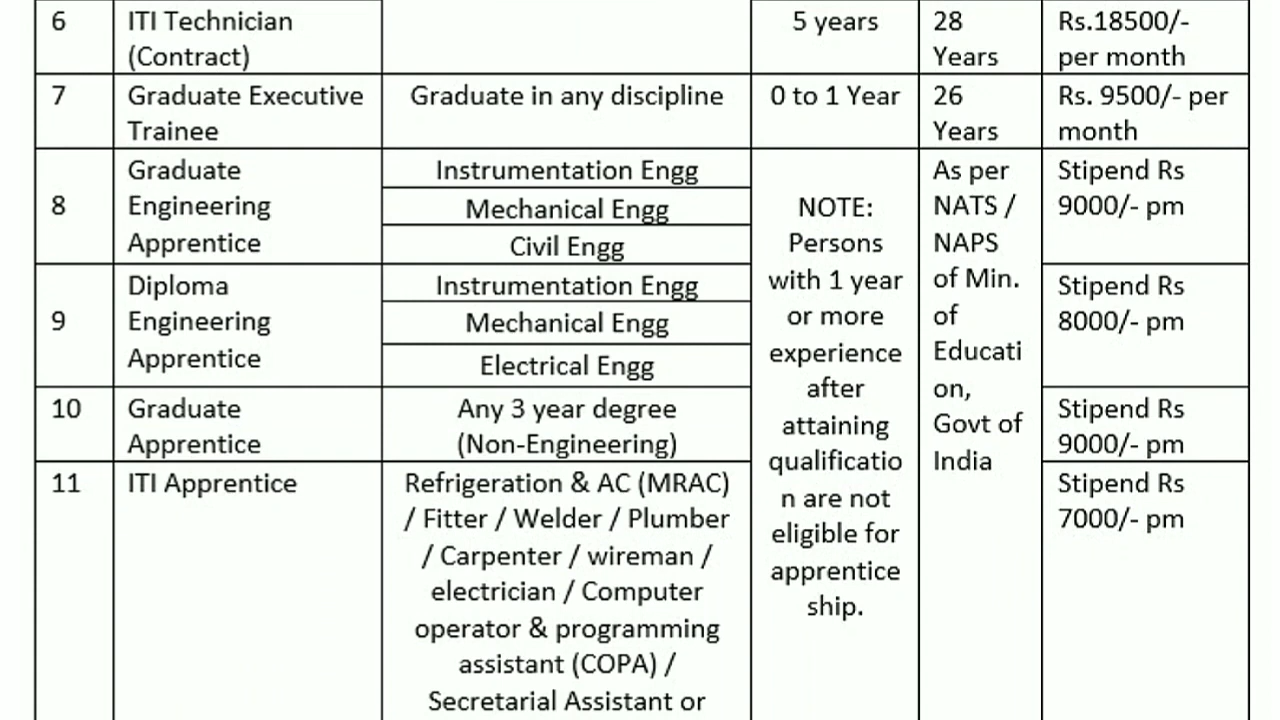 6
ITI Technician
(Contract)
5 years
28
Years
Rs.18500/-
per month
7
Graduate Executive
Trainee
Graduate in any discipline
0 to 1 Year
26
Years
Rs. 9500/- per
month
8
Graduate
Engineering
Apprentice
Instrumentation Engg
Mechanical Engg
Civil Engg
NOTE:
Persons
with 1 year
or more
experience
after
attaining
qualificatio
n are not
eligible for
apprentice
ship.
As per
NATS /
NAPS
of Min.
of
Educati
on,
Govt of
India
Stipend Rs
9000/- pm
9
Diploma
Engineering
Apprentice
Instrumentation Engg
Mechanical Engg
Electrical Engg
Stipend Rs
8000/- pm
10
Graduate
Apprentice
Any 3 year degree
(Non-Engineering)
Stipend Rs
9000/- pm
11
ITI Apprentice
Refrigeration & AC (MRAC)
/ Fitter / Welder / Plumber
/ Carpenter / wireman /
electrician / Computer
operator & programming
assistant (COPA) /
Secretarial Assistant or
Stipend Rs
7000/- pm